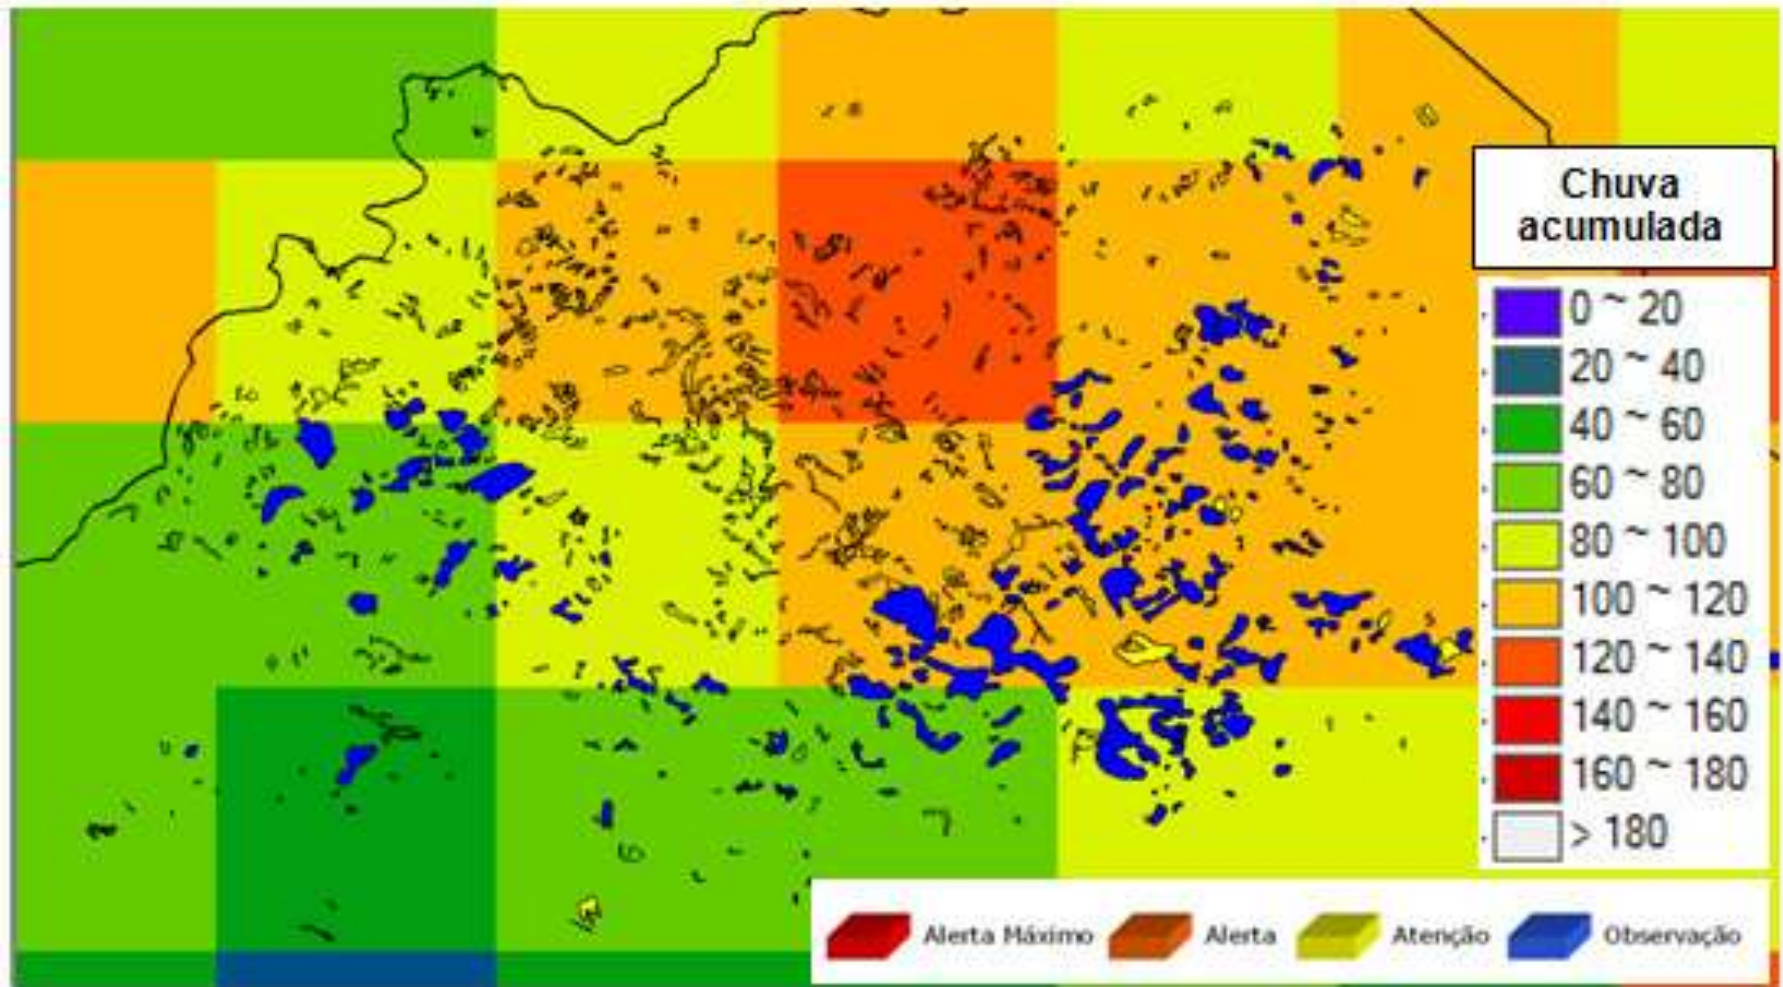 Chuva
acumulada
0 ~ 20
20 ~ 40
40 ~ 60
60 ~ 80
80 ~ 100
100 ~ 120
120 ~ 140
140 ~ 160
160 ~ 180
> 180
Alerta Máximo Alerta Atenção Observação